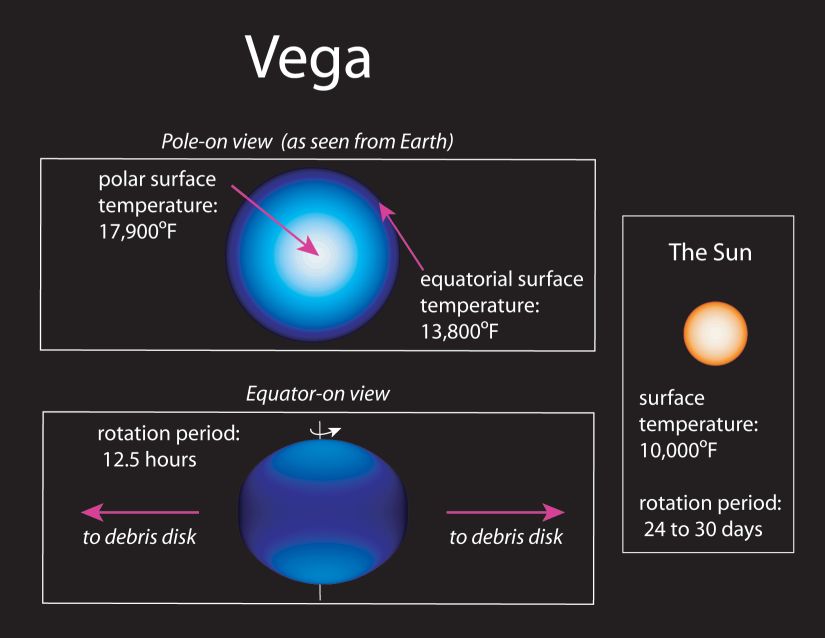 Vega
Pole-on view (as seen from Earth)
polar surface
temperature:
17,900°F
equatorial surface
temperature:
13,800°F
Equator-on view
rotation period:
12.5 hours
to debris disk
to debris disk
The Sun
surface
temperature:
10,000°F
rotation period:
24 to 30 days